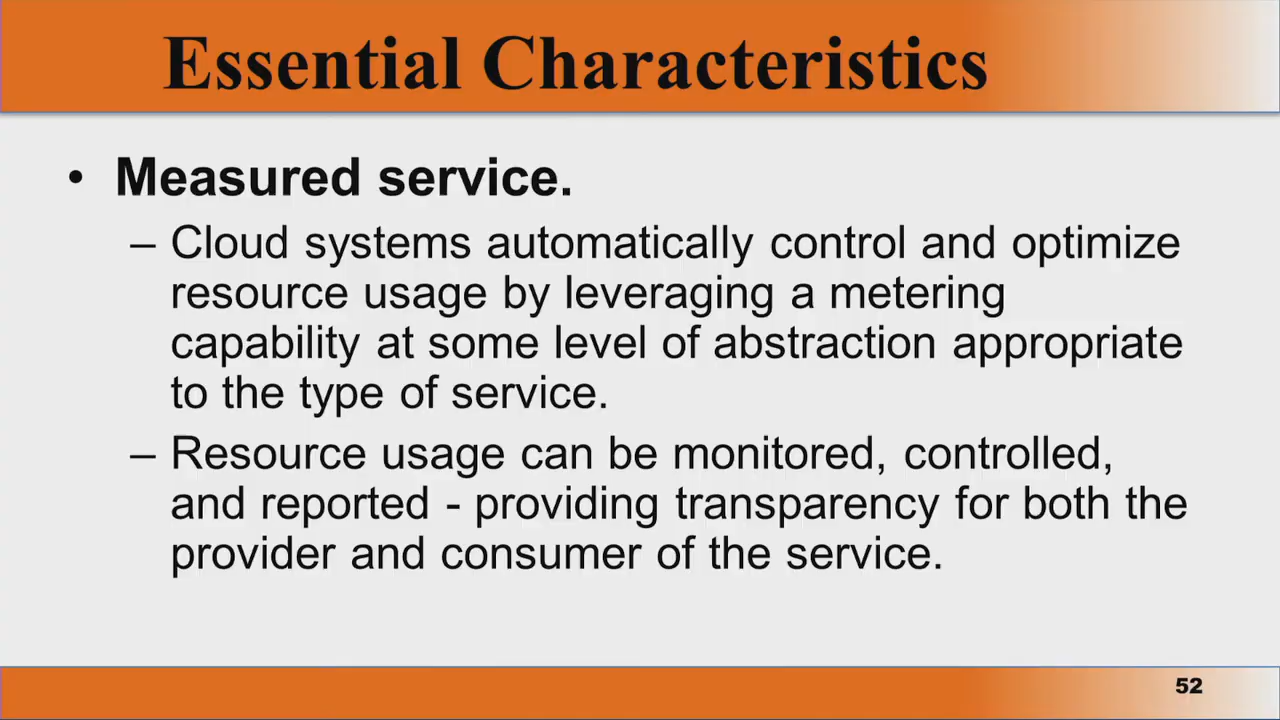 Essential Characteristics
• Measured service.
– Cloud systems automatically control and optimize
resource usage by leveraging a metering
capability at some level of abstraction appropriate
to the type of service.
– Resource usage can be monitored, controlled,
and reported - providing transparency for both the
provider and consumer of the service.
52